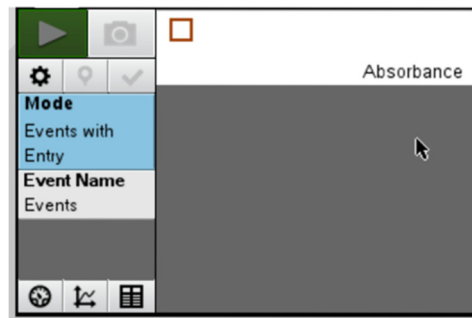 Absorbance
Mode
Events with
Entry
Event Name
Events